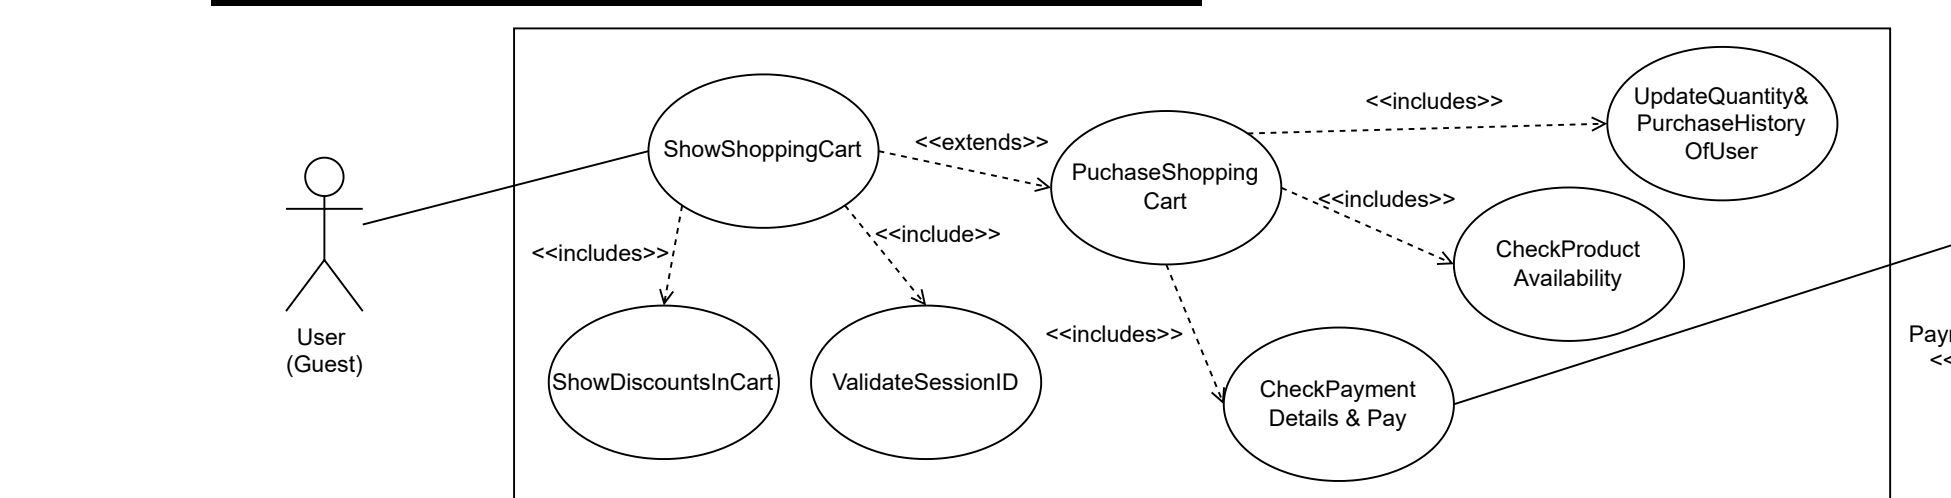 <<includes>>
UpdateQuantity&
PurchaseHistory
OfUser
ShowShoppingCart
<<extends>>
PuchaseShopping
Cart
<<includes>>
<<includes>>
<<include>>
CheckProduct
Availability
User
(Guest)
<<includes>>
ShowDiscountsInCart
ValidateSessionID
CheckPayment
Details & Pay